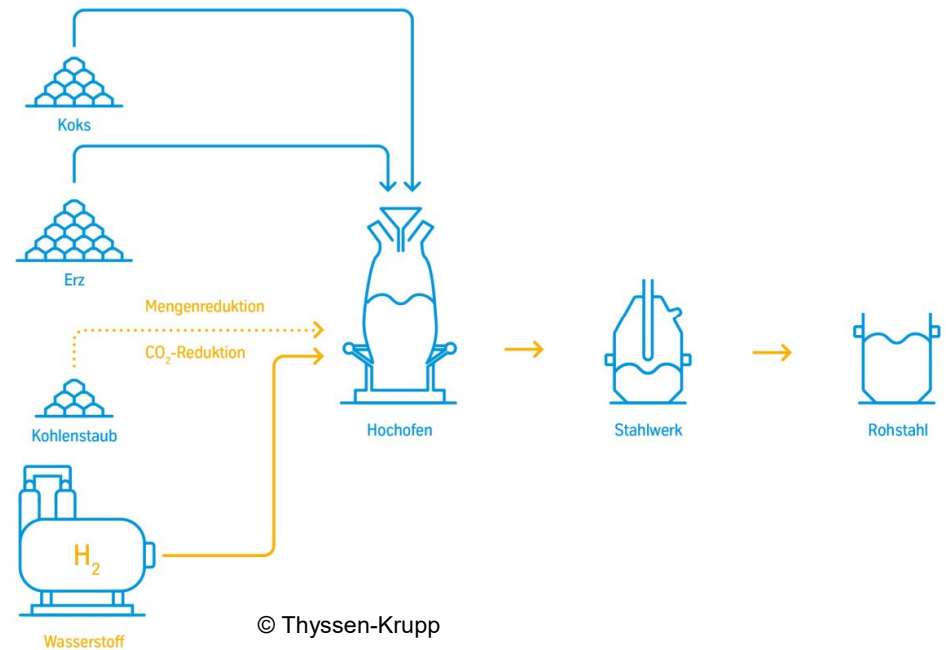 Koks
Erz
Mengenreduktion
CO₂-Reduktion
Kohlenstaub
Hochofen
Stahlwerk
Rohstahl
H₂
Wasserstoff
© Thyssen-Krupp